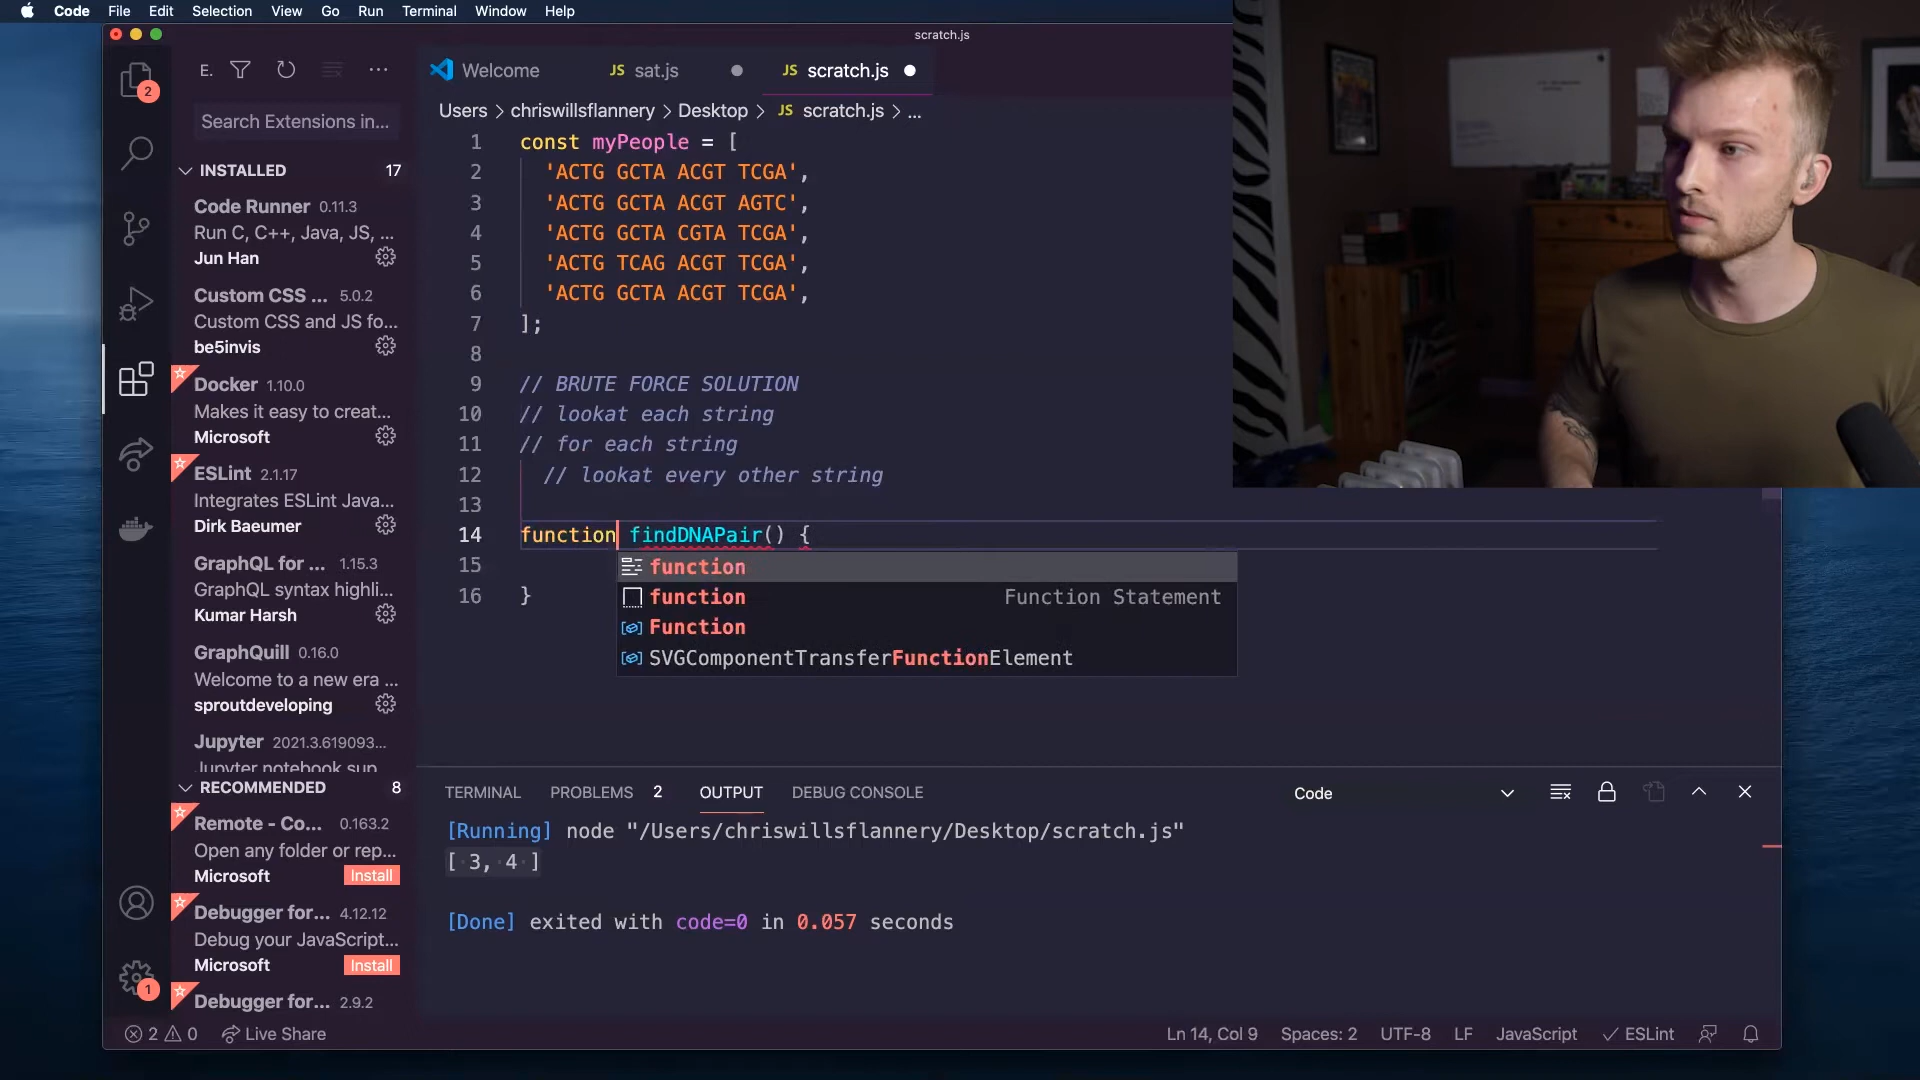 Code File Edit Selection View Go Run Terminal Window Help
scratch.js
E.
Search Extensions in...
INSTALLED 17
Code Runner 0.11.3
Run C, C++, Java, JS, ...
Jun Han
Custom CSS ... 5.0.2
Custom CSS and JS fo...
be5invis
Docker 1.10.0
Makes it easy to creat...
Microsoft
ESLint 2.1.17
Integrates ESLint Java...
Dirk Baeumer
GraphQL for ... 1.15.3
GraphQL syntax highli...
Kumar Harsh
GraphQuill 0.16.0
Welcome to a new era ...
sproutdeveloping
Jupyter 2021.3.619093...
Jupyter notebook sup
RECOMMENDED 8
Remote - Co... 0.163.2
Open any folder or rep...
Microsoft Install
Debugger for... 4.12.12
Debug your JavaScript...
Microsoft Install
Debugger for... 2.9.2
2
1
Welcome JS sat.js JS scratch.js
Users > chriswillsflannery > Desktop > JS scratch.js > ...
1 const myPeople = [
2 'ACTG GCTA ACGT TCGA',
3 'ACTG GCTA ACGT AGTC',
4 'ACTG GCTA CGTA TCGA',
5 'ACTG TCAG ACGT TCGA',
6 'ACTG GCTA ACGT TCGA',
7 ];
8
9 // BRUTE FORCE SOLUTION
10 // lookat each string
11 // for each string
12 // lookat every other string
13
14 function findDNAPair() {
15
16 }
function
function Function Statement
Function
SVGComponentTransferFunctionElement
TERMINAL PROBLEMS 2 OUTPUT DEBUG CONSOLE Code
[Running] node "/Users/chriswillsflannery/Desktop/scratch.js"
[ 3, 4 ]
[Done] exited with code=0 in 0.057 seconds
2 0 Live Share Ln 14, Col 9 Spaces: 2 UTF-8 LF JavaScript ESLint